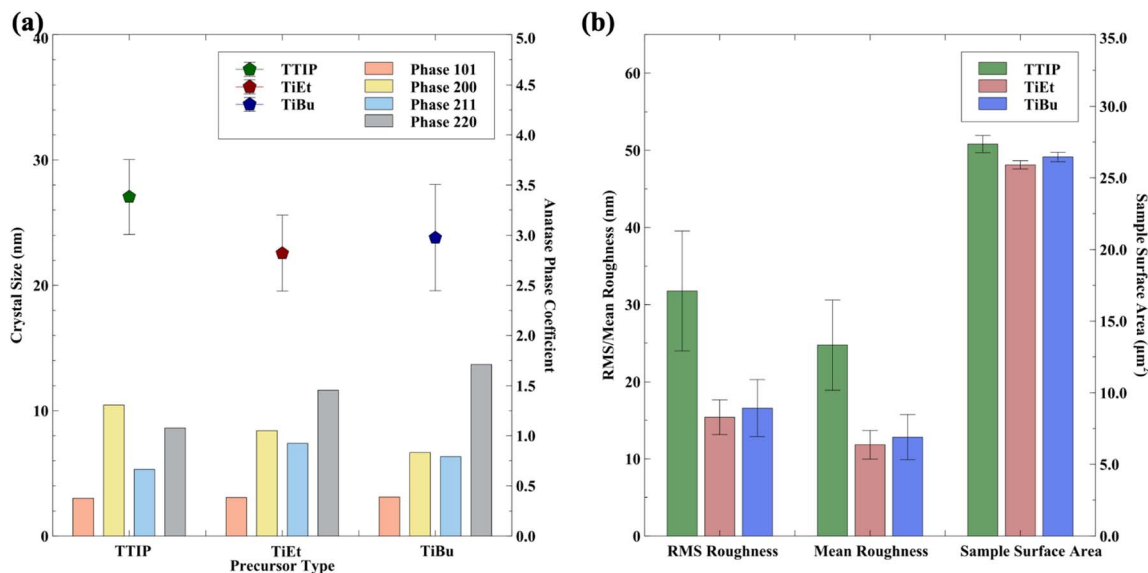 (a)
40
30
20
10
0
Crystal Size (nm)
TTIP
TiEt
TiBu
Phase 101
Phase 200
Phase 211
Phase 220
5.0
4.5
4.0
3.5
3.0
2.5
2.0
1.5
1.0
0.5
0.0
Anatase Phase Coefficient
TTIP
TiEt
TiBu
Precursor Type
(b)
60
50
40
30
20
10
0
RMS/Mean Roughness (nm)
TTIP
TiEt
TiBu
35.0
30.0
25.0
20.0
15.0
10.0
5.0
0.0
Sample Surface Area (μm²)
RMS Roughness
Mean Roughness
Sample Surface Area